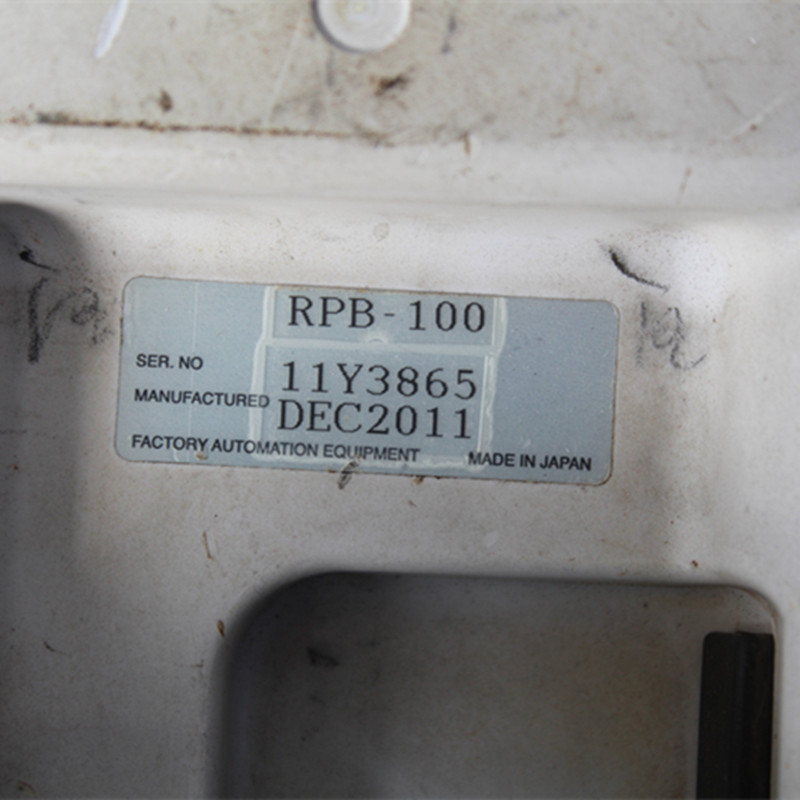 RPB-100
SER. NO 11Y3865
MANUFACTURED DEC2011
FACTORY AUTOMATION EQUIPMENT MADE IN JAPAN